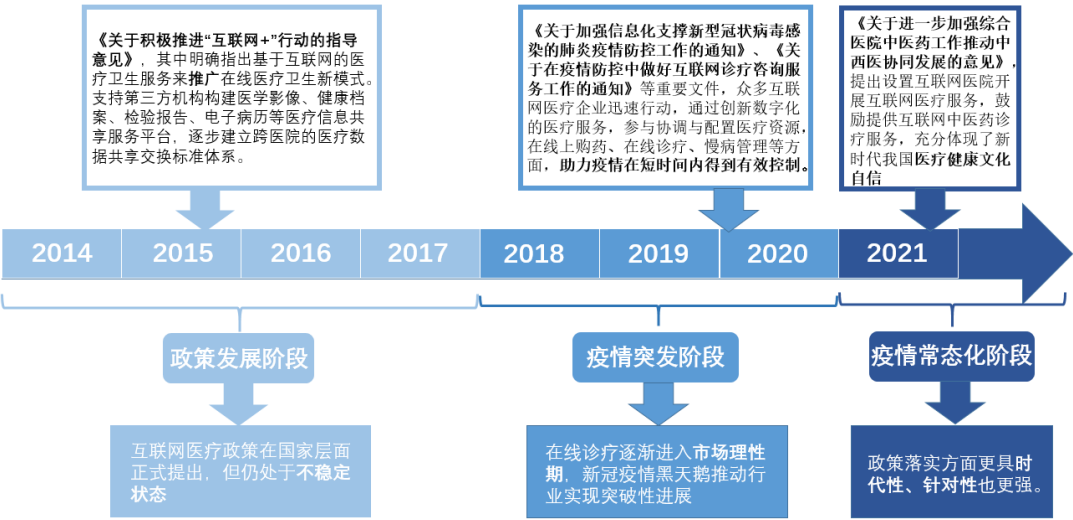 《关于积极推进“互联网+”行动的指导
意见》，其中明确指出基于互联网的医
疗卫生服务来推广在线医疗卫生新模式。
支持第三方机构构建医学影像、健康档
案、检验报告、电子病历等医疗信息共
享服务平台，逐步建立跨医院的医疗数
据共享交换标准体系。
《关于加强信息化支撑新型冠状病毒感
染的肺炎疫情防控工作的通知》、《关
于在疫情防控中做好互联网诊疗咨询服
务工作的通知》等重要文件，众多互联
网医疗企业迅速行动，通过创新数字化
的医疗服务，参与协调与配置医疗资源，
在线上购药、在线诊疗、慢病管理等方
面，助力疫情在短时间内得到有效控制。
《关于进一步加强综合
医院中医药工作推动中
西医协同发展的意见》，
提出设置互联网医院开
展互联网医疗服务，鼓
励提供互联网中医药诊
疗服务，充分体现了新
时代我国医疗健康文化
自信
2014 2015 2016 2017 2018 2019 2020 2021
政策发展阶段
疫情突发阶段
疫情常态化阶段
互联网医疗政策在国家层面
正式提出，但仍处于不稳定
状态
在线诊疗逐渐进入市场理性
期，新冠疫情黑天鹅推动行
业实现突破性进展
政策落实方面更具时
代性、针对性也更强。